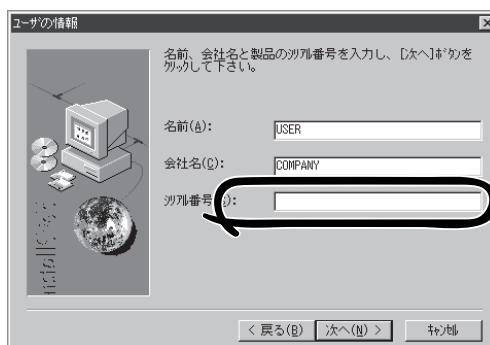 ユーザの情報
名前、会社名と製品のｼﾘｱﾙ番号を入力し、[次へ]ﾎﾞﾀﾝを
ｸﾘｯｸして下さい。
名前(A):
USER
会社名(C):
COMPANY
ｼﾘｱﾙ番号(S):
InstallShield
< 戻る(B)
次へ(N) >
ｷｬﾝｾﾙ